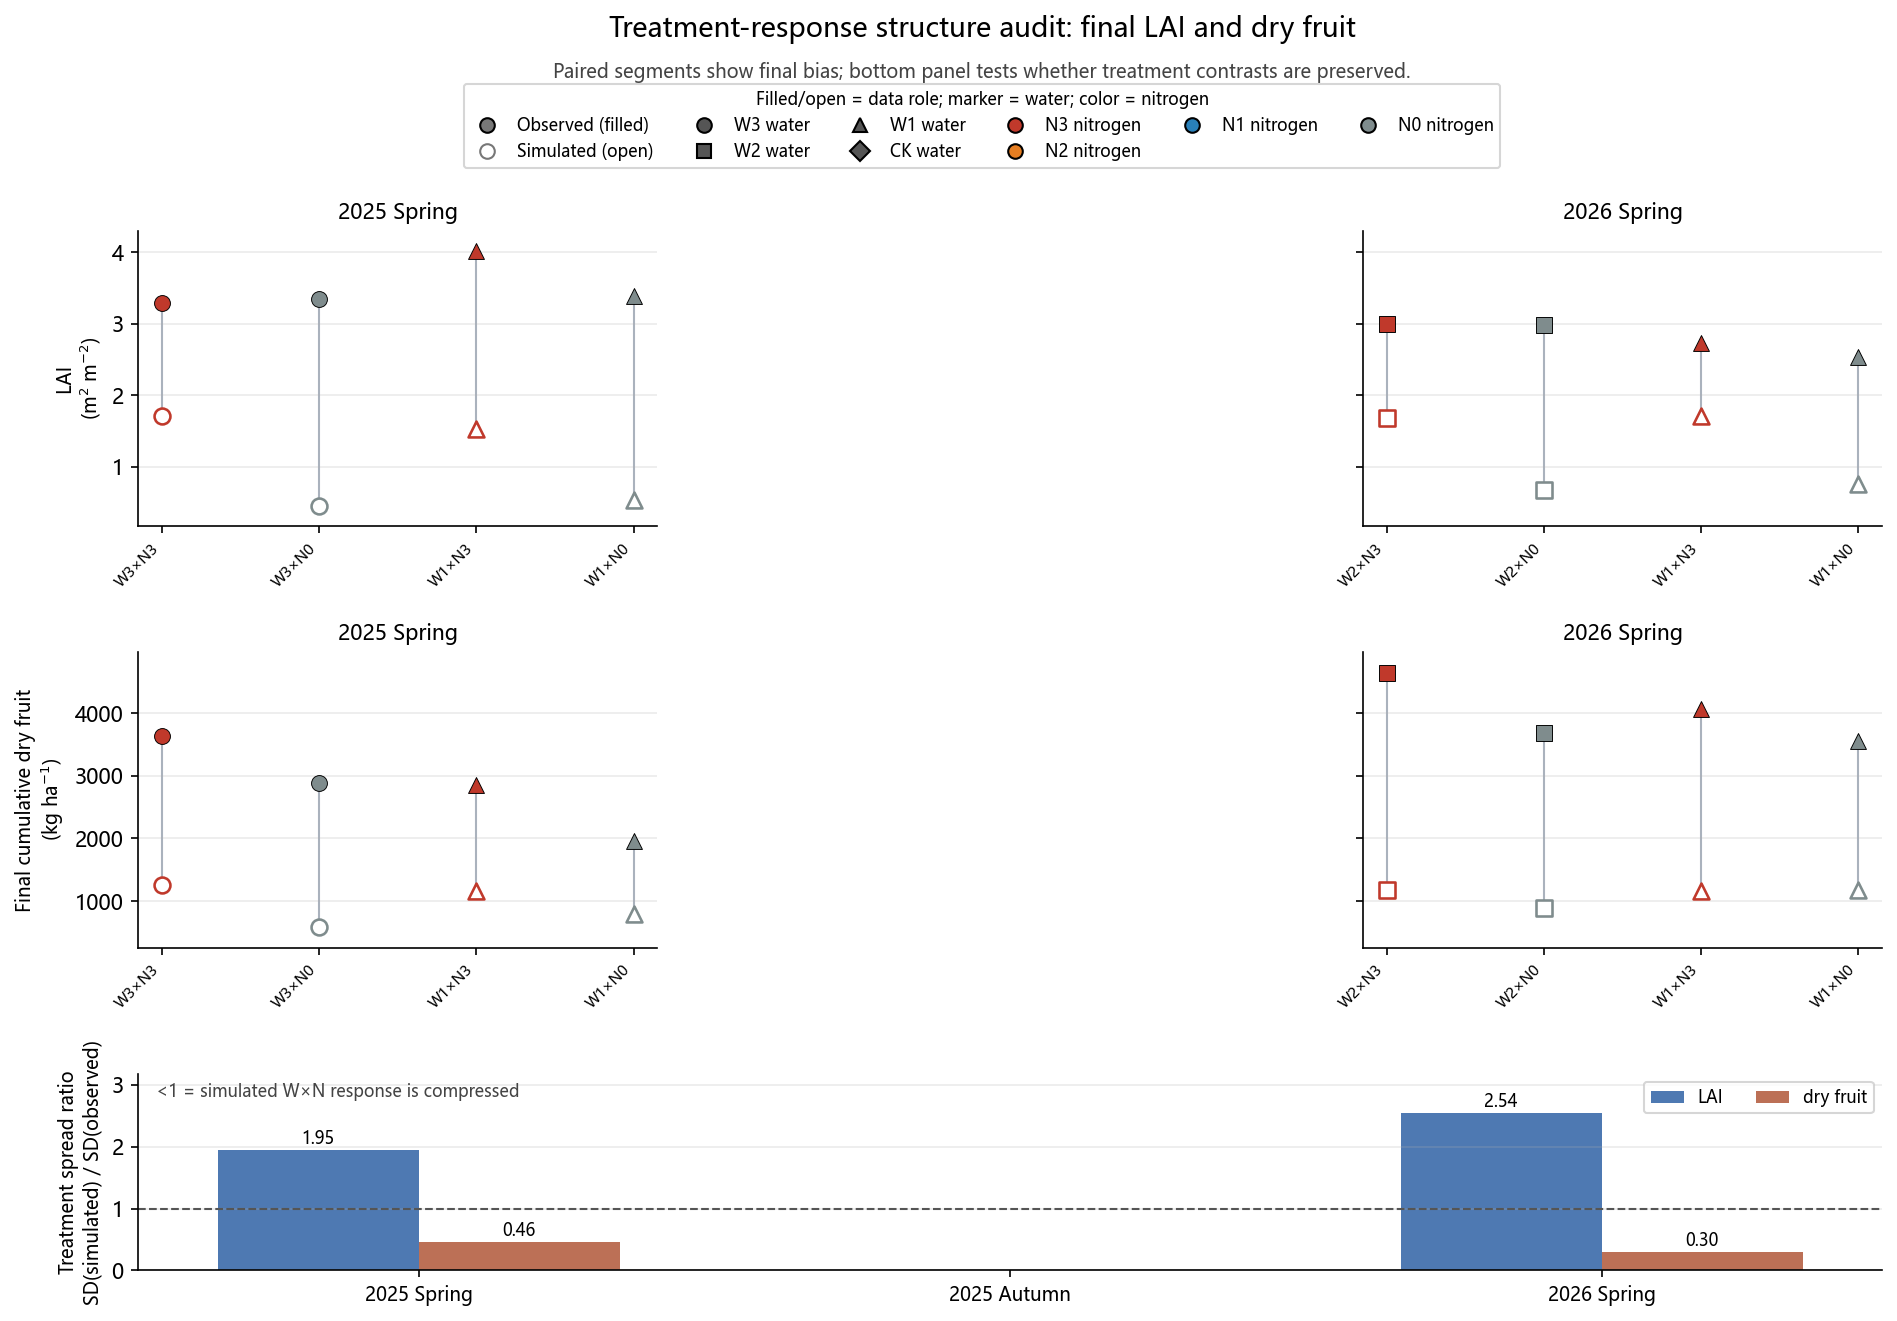 Treatment-response structure audit: final LAI and dry fruit
Paired segments show final bias; bottom panel tests whether treatment contrasts are preserved.
Filled/open = data role; marker = water; color = nitrogen
Observed (filled) W3 water W1 water N3 nitrogen N1 nitrogen N0 nitrogen
Simulated (open) W2 water CK water N2 nitrogen
2025 Spring
LAI
(m² m⁻²)
4
3
2
1
W3×N3 W3×N0 W1×N3 W1×N0
2026 Spring
W2×N3 W2×N0 W1×N3 W1×N0
2025 Spring
Final cumulative dry fruit
(kg ha⁻¹)
4000
3000
2000
1000
W3×N3 W3×N0 W1×N3 W1×N0
2026 Spring
W2×N3 W2×N0 W1×N3 W1×N0
Treatment spread ratio
SD(simulated) / SD(observed)
3
2
1
0
<1 = simulated W×N response is compressed
LAI dry fruit
1.95
0.46
2.54
0.30
2025 Spring 2025 Autumn 2026 Spring